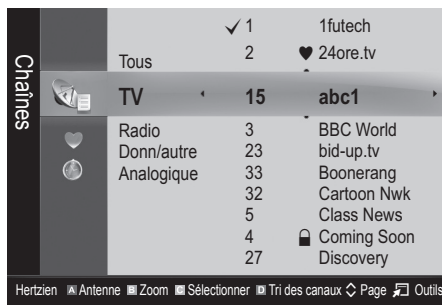 Chaînes
1 1futech
Tous 2 ♥ 24ore.tv
TV 15 abc1
Radio 3 BBC World
Donn/autre 23 bid-up.tv
Analogique 33 Boonerang
32 Cartoon Nwk
5 Class News
4 Coming Soon
27 Discovery
Hertzien A Antenne B Zoom C Sélectionner D Tri des canaux Page Outils